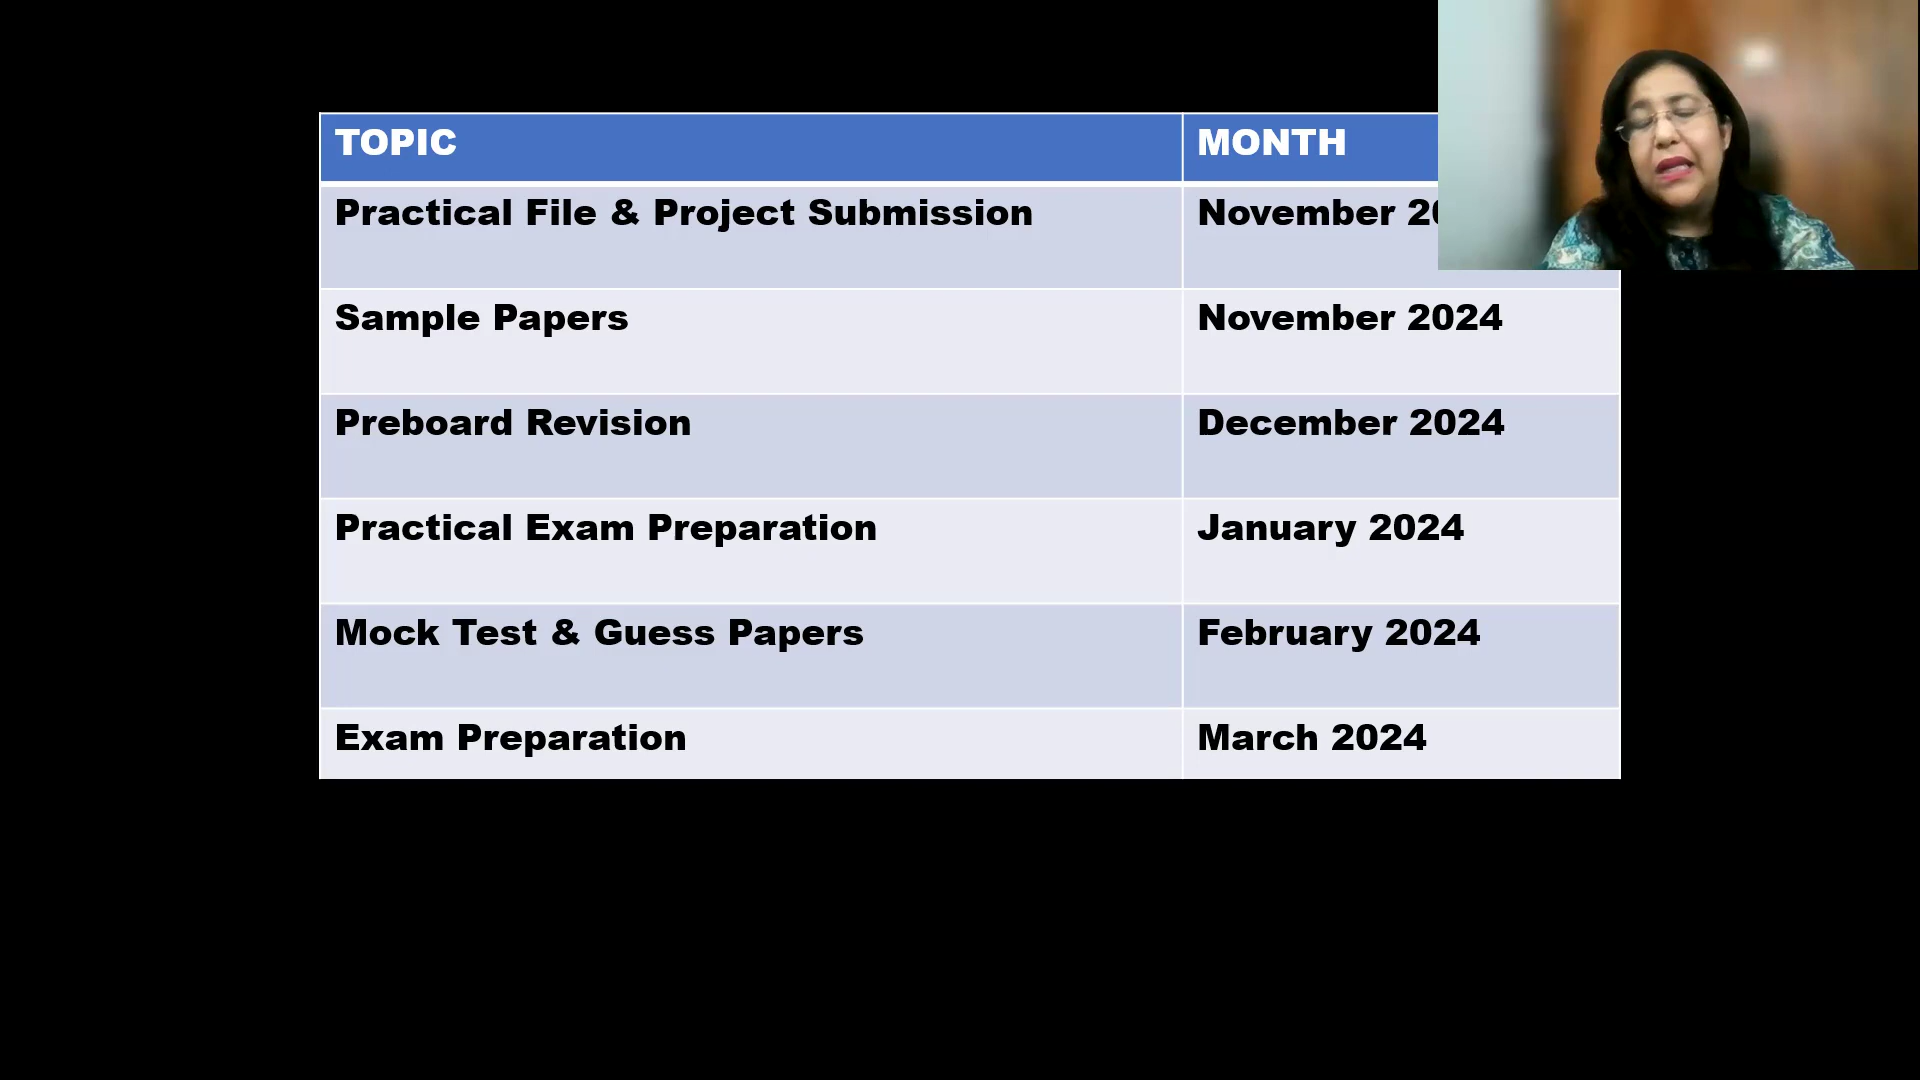 TOPIC MONTH
Practical File & Project Submission November
Sample Papers November 2024
Preboard Revision December 2024
Practical Exam Preparation January 2024
Mock Test & Guess Papers February 2024
Exam Preparation March 2024